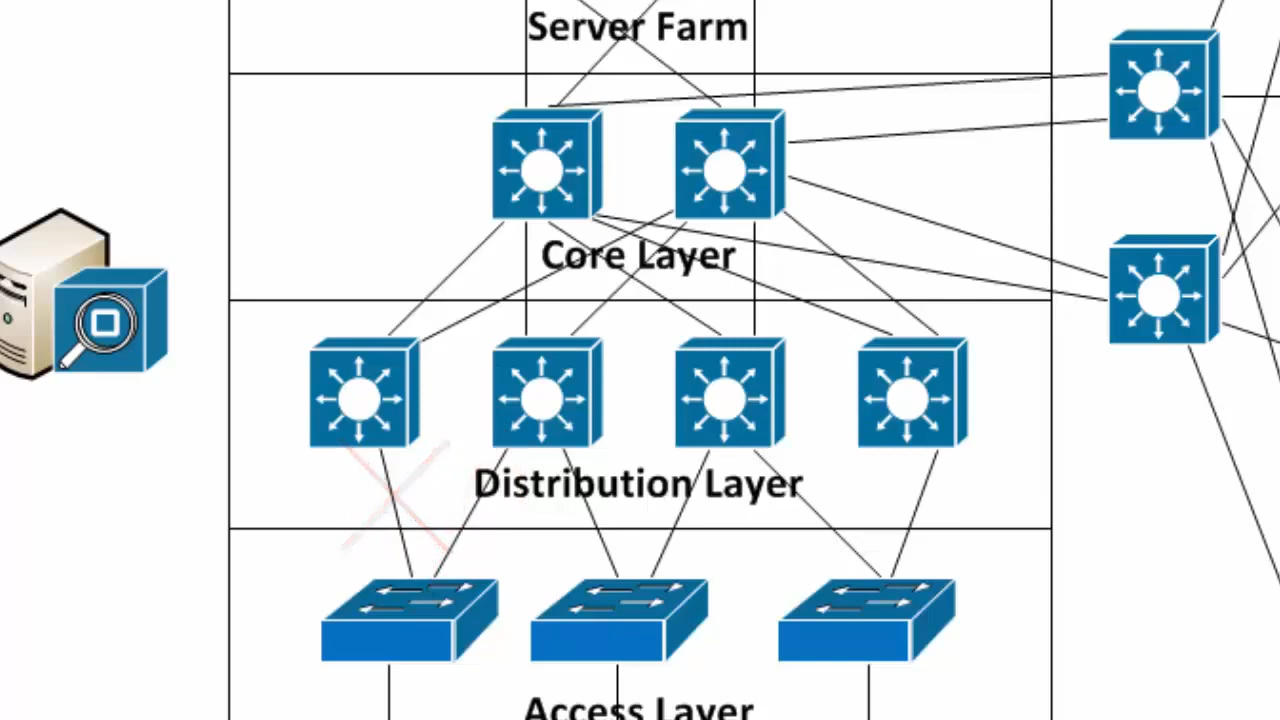 Server Farm
Core Layer
Distribution Layer
Access Layer